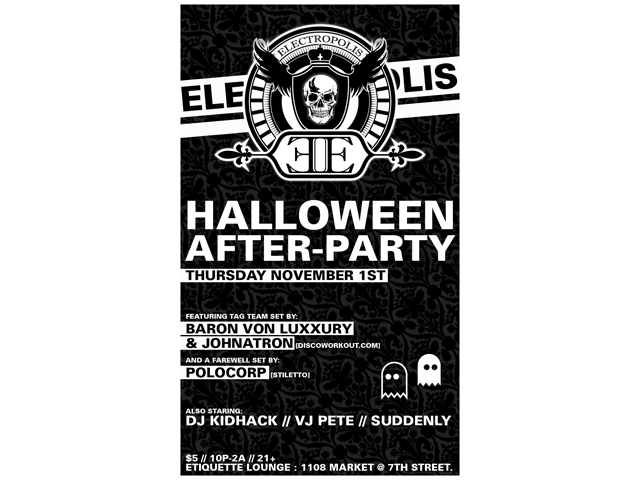 ELECTROPOLIS
ELE OLIS
EE
HALLOWEEN
AFTER-PARTY
THURSDAY NOVEMBER 1ST
FEATURING TAG TEAM SET BY:
BARON VON LUXXURY
& JOHNATRON [DISCOWORKOUT.COM]
AND A FAREWELL SET BY:
POLOCORP [STILETTO]
ALSO STARING:
DJ KIDHACK // VJ PETE // SUDDENLY
$5 // 10P-2A // 21+
ETIQUETTE LOUNGE : 1108 MARKET @ 7TH STREET.